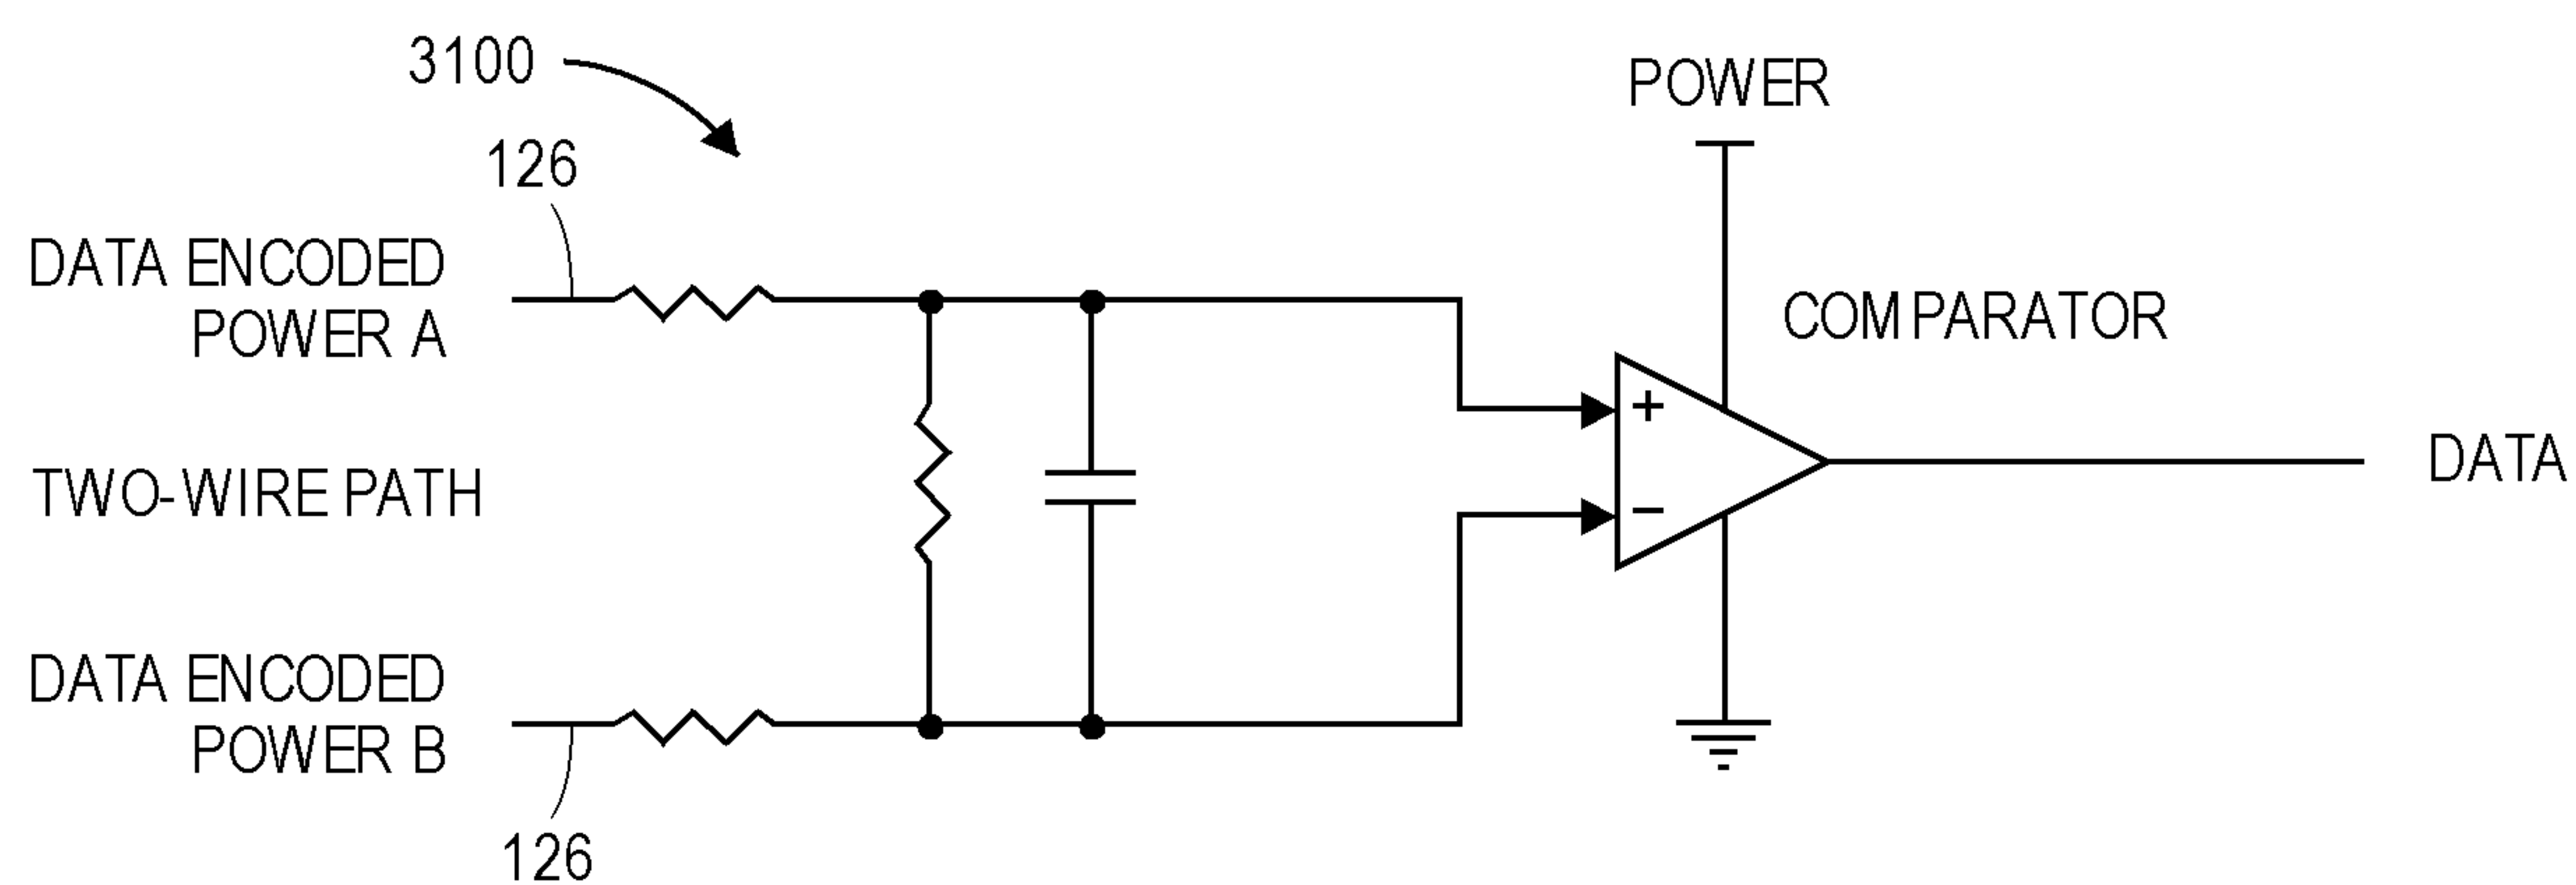 3100
POWER
126
DATA ENCODED
POWER A
COMPARATOR
+
TWO-WIRE PATH
DATA
−
DATA ENCODED
POWER B
126